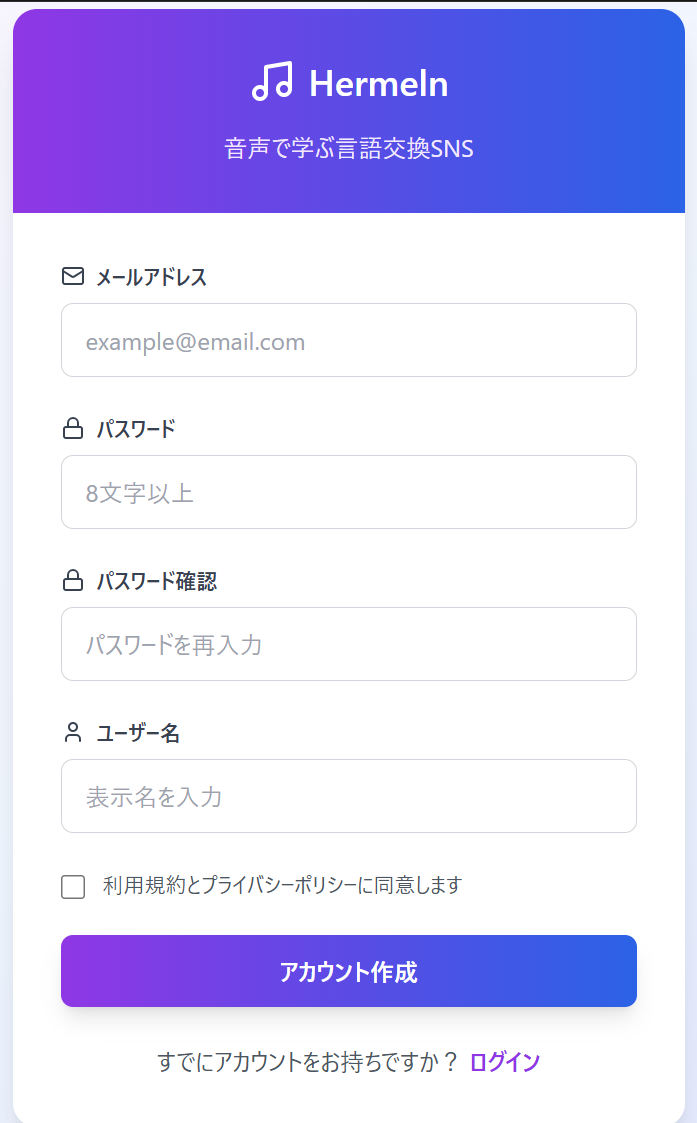 Hermeln
音声で学ぶ言語交換SNS
メールアドレス
example@email.com
パスワード
8文字以上
パスワード確認
パスワードを再入力
ユーザー名
表示名を入力
利用規約とプライバシーポリシーに同意します
アカウント作成
すでにアカウントをお持ちですか？ ログイン